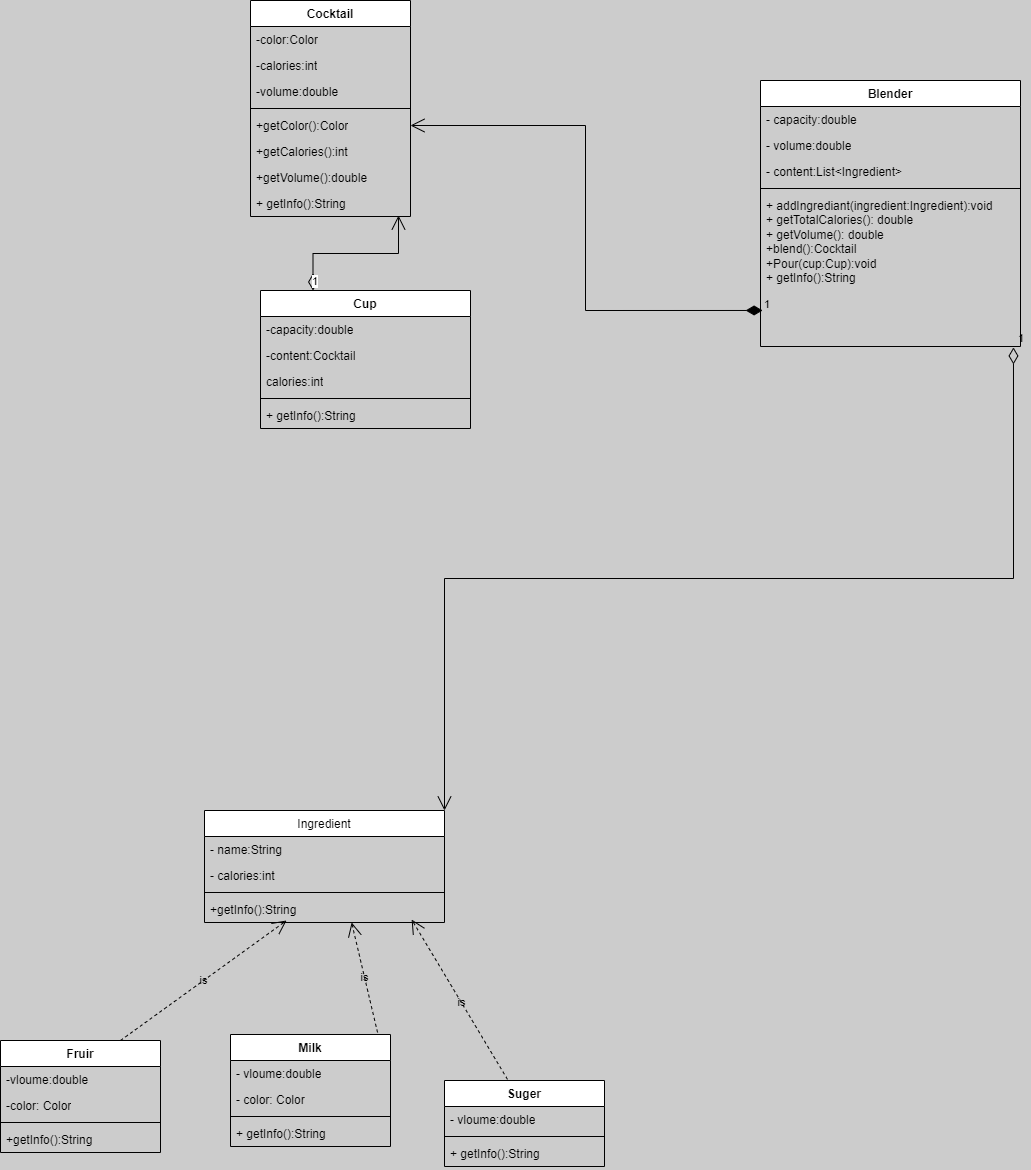 Cocktail
-color:Color
-calories:int
-volume:double
+getColor():Color
+getCalories():int
+getVolume():double
+ getInfo():String
Blender
- capacity:double
- volume:double
- content:List<Ingredient>
+ addIngrediant(ingredient:Ingredient):void
+ getTotalCalories(): double
+ getVolume(): double
+blend():Cocktail
+Pour(cup:Cup):void
+ getInfo():String
1
1
1
Cup
-capacity:double
-content:Cocktail
calories:int
+ getInfo():String
Ingredient
- name:String
- calories:int
+getInfo():String
is
is
is
Fruir
-vloume:double
-color: Color
+getInfo():String
Milk
- vloume:double
- color: Color
+ getInfo():String
Suger
- vloume:double
+ getInfo():String